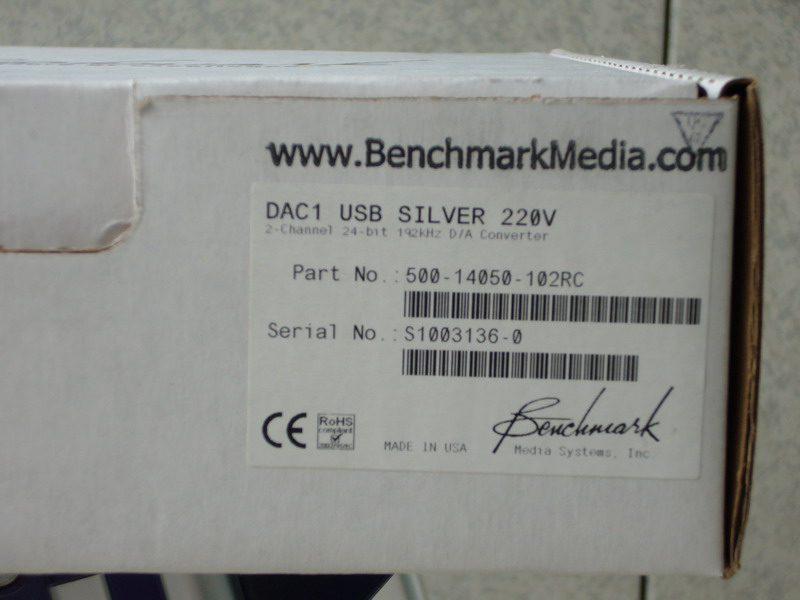 www.BenchmarkMedia.com
DAC1 USB SILVER 220V
2-Channel 24-bit 192kHz D/A Converter
Part No.: 500-14050-102RC
Serial No.: S1003136-0
CE
RoHS
compliant
MADE IN USA
Benchmark
Media Systems, Inc